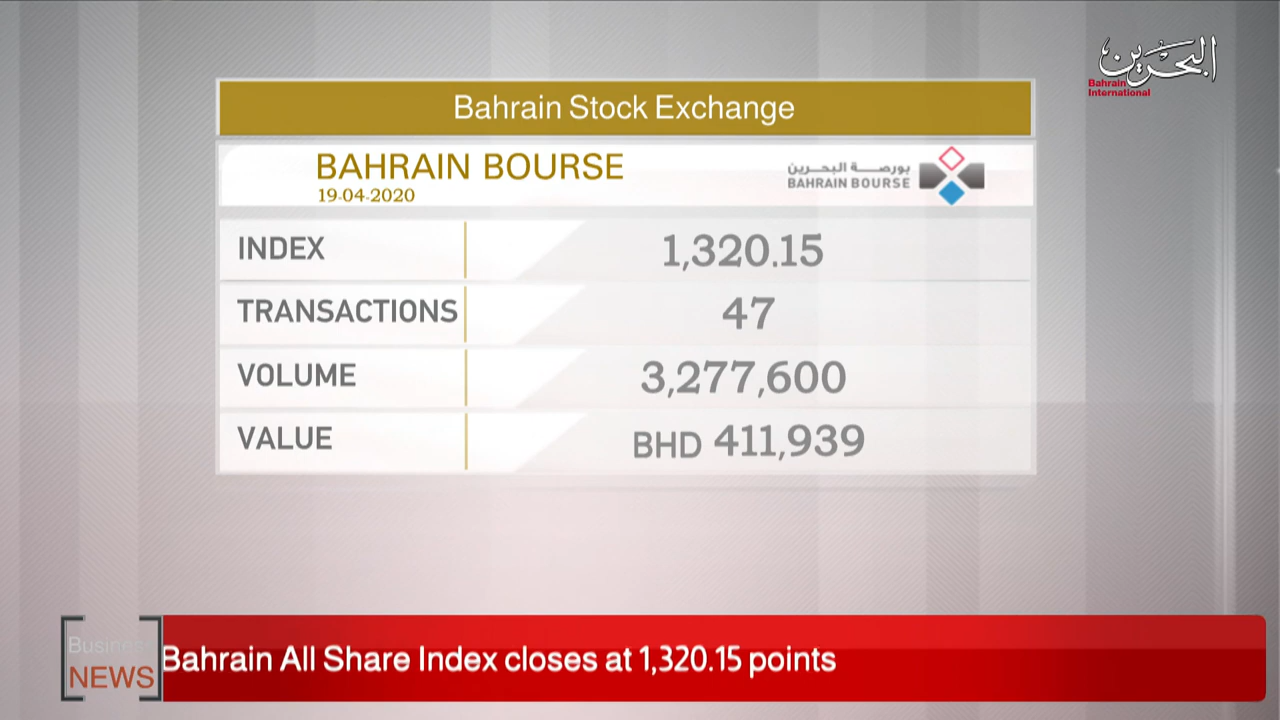 البحرين
Bahrain
International
Bahrain Stock Exchange
BAHRAIN BOURSE
19-04-2020
بورصة البحرين
BAHRAIN BOURSE
INDEX 1,320.15
TRANSACTIONS 47
VOLUME 3,277,600
VALUE BHD 411,939
Business
NEWS
Bahrain All Share Index closes at 1,320.15 points